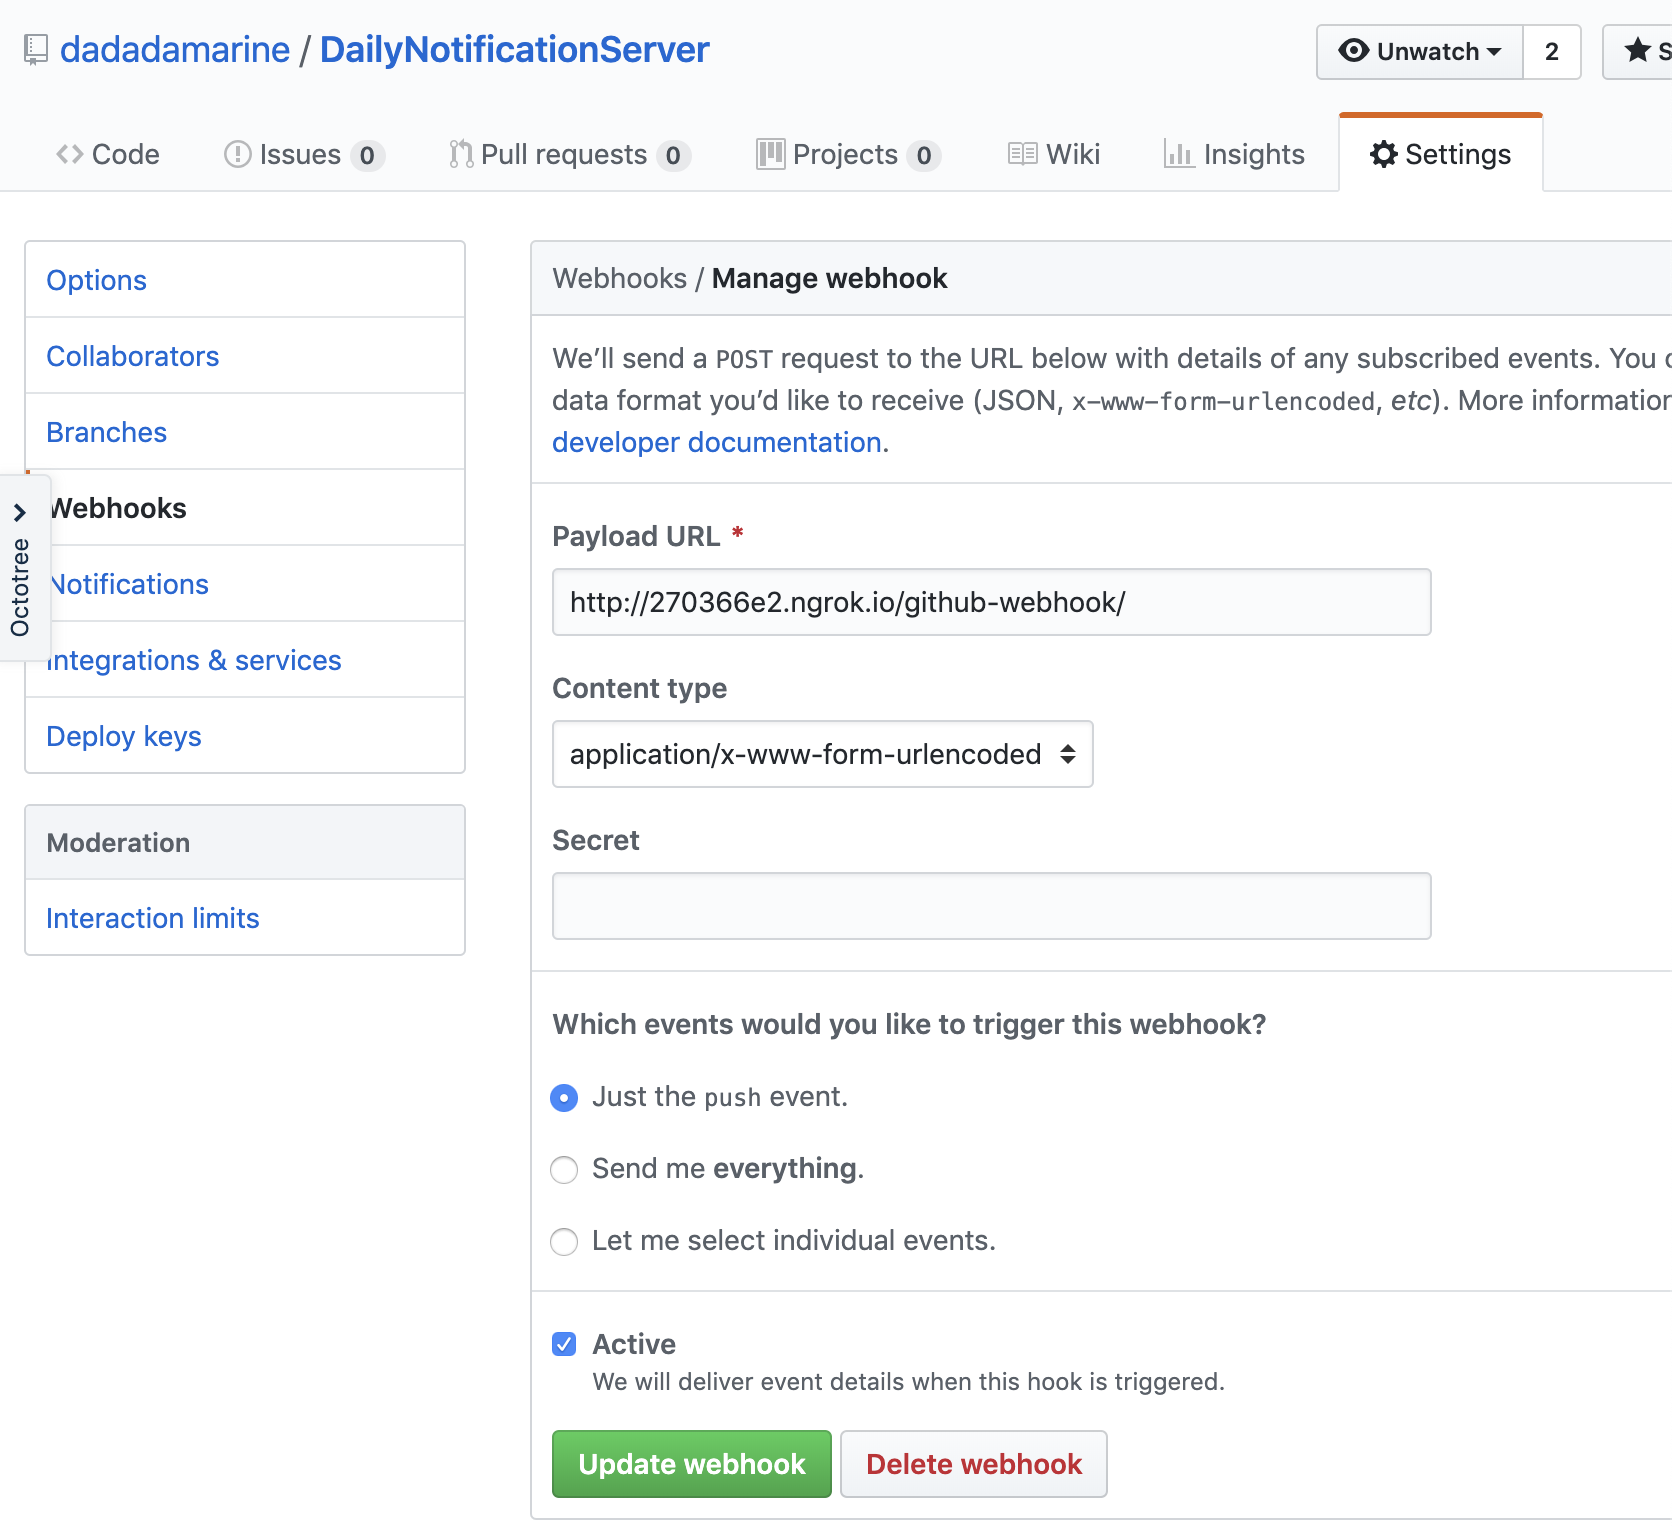 dadadamarine / DailyNotificationServer
Unwatch 2
Code Issues 0 Pull requests 0 Projects 0 Wiki Insights Settings
Options
Collaborators
Branches
Webhooks
Notifications
Integrations & services
Deploy keys
Octotree
Moderation
Interaction limits
Webhooks / Manage webhook
We’ll send a POST request to the URL below with details of any subscribed events. You
data format you’d like to receive (JSON, x-www-form-urlencoded, etc). More information
developer documentation.
Payload URL *
http://270366e2.ngrok.io/github-webhook/
Content type
application/x-www-form-urlencoded
Secret
Which events would you like to trigger this webhook?
Just the push event.
Send me everything.
Let me select individual events.
Active
We will deliver event details when this hook is triggered.
Update webhook Delete webhook